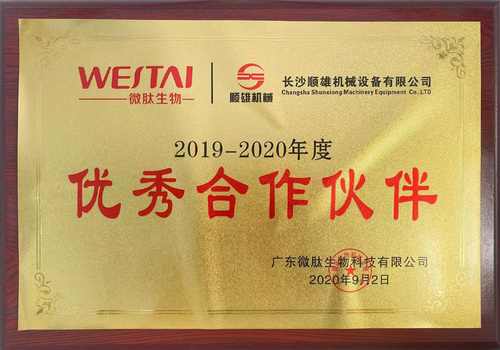 WESTAI
微肽生物
顺雄机械
长沙顺雄机械设备有限公司
Changsha Shunxiong Machinery Equipment Co.,LTD
2019-2020年度
优秀合作伙伴
广东微肽生物科技有限公司
2020年9月2日